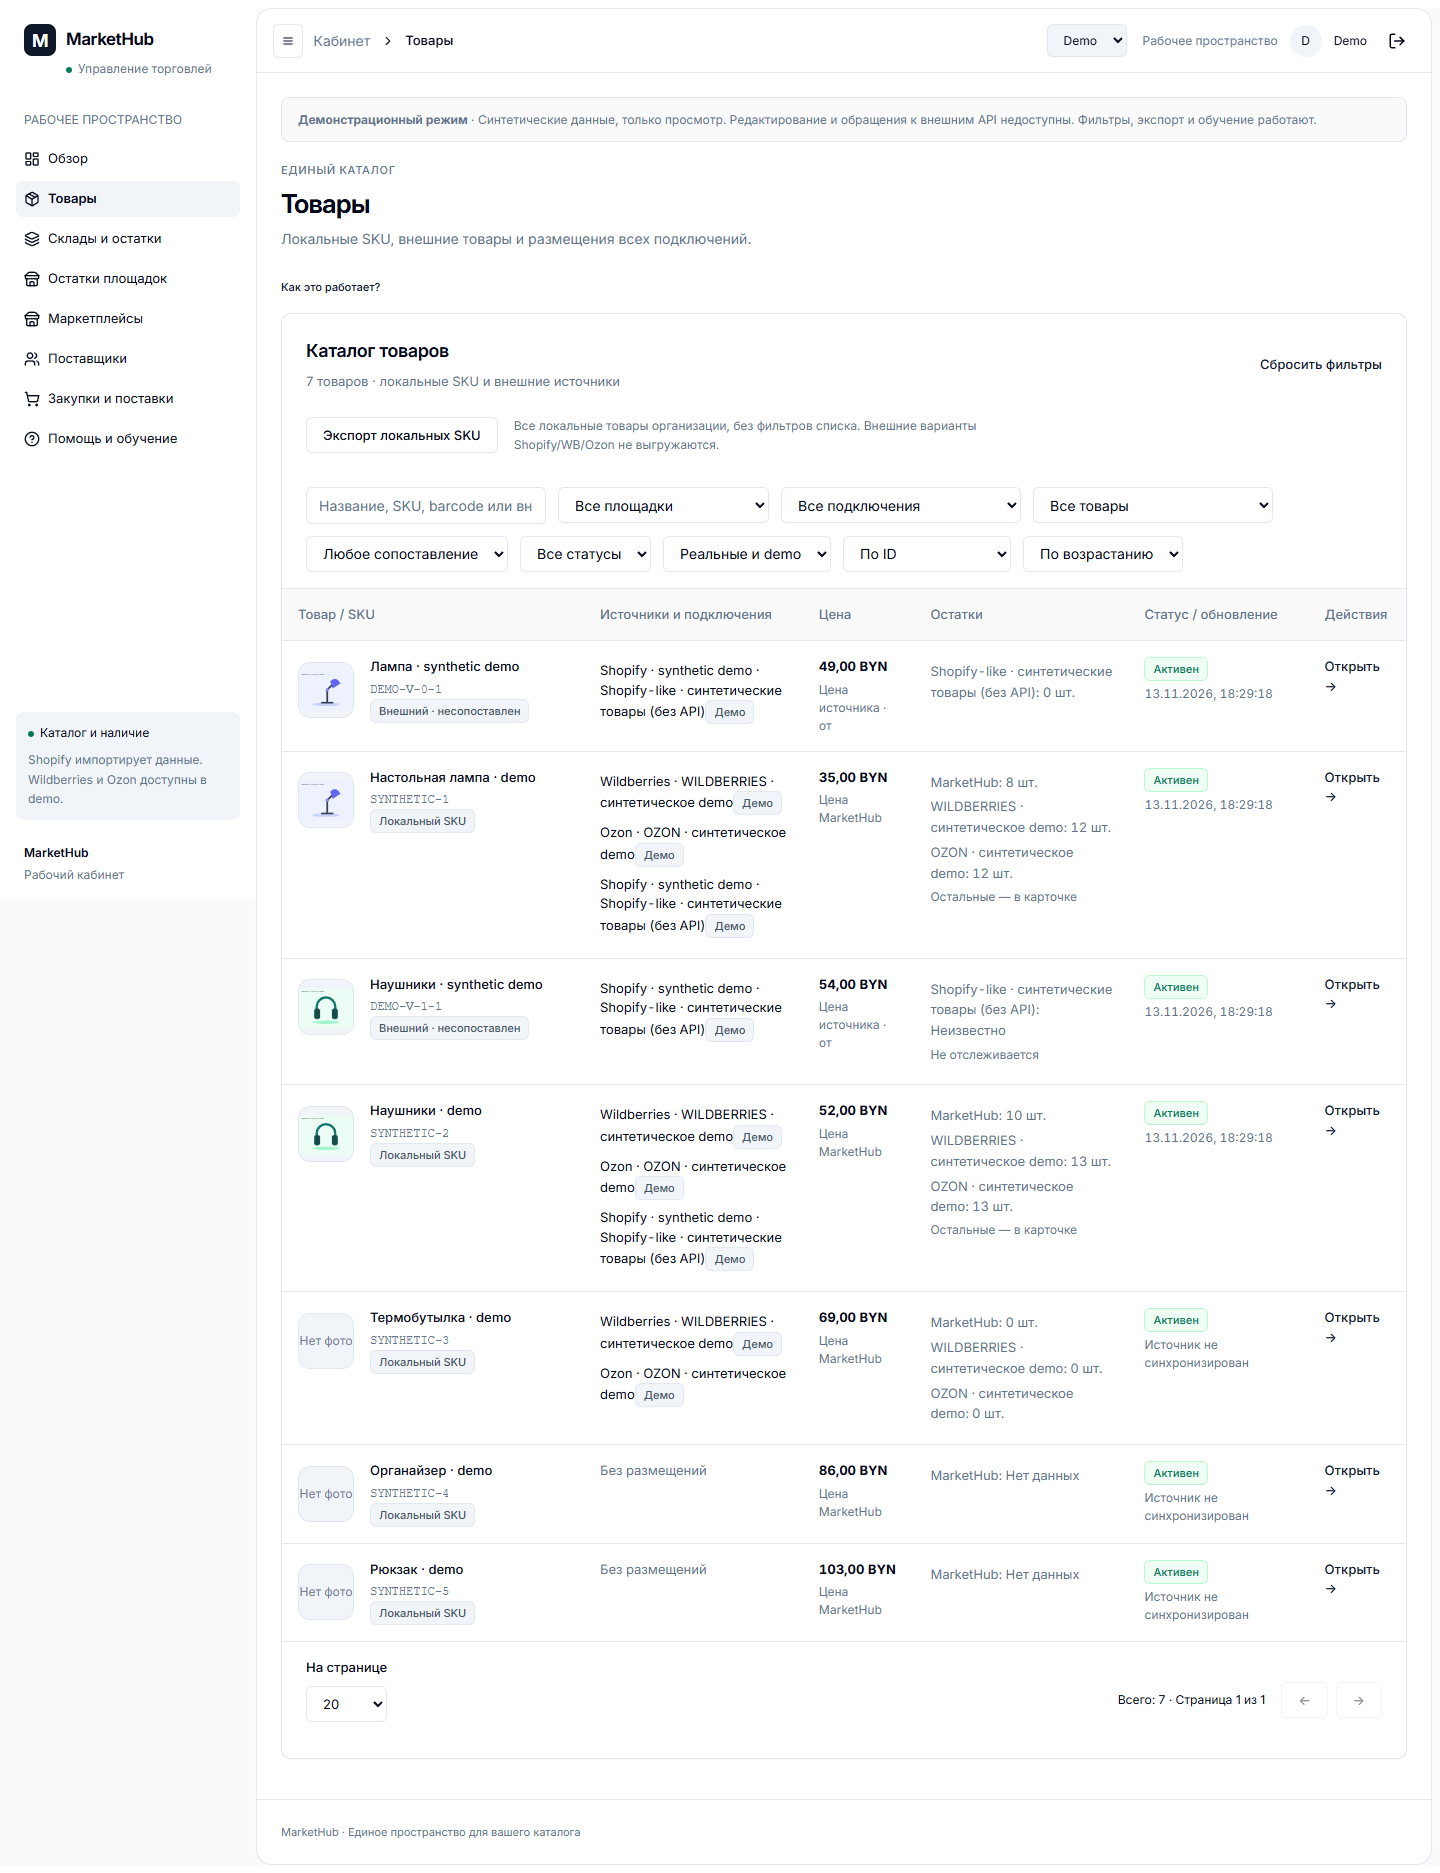 M MarketHub
Управление торговлей
РАБОЧЕЕ ПРОСТРАНСТВО
Обзор
Товары
Склады и остатки
Остатки площадок
Маркетплейсы
Поставщики
Закупки и поставки
Помощь и обучение
Каталог и наличие
Shopify импортирует данные.
Wildberries и Ozon доступны в
demo.
MarketHub
Рабочий кабинет
Кабинет > Товары
Demo Рабочее пространство D Demo
Демонстрационный режим · Синтетические данные, только просмотр. Редактирование и обращения к внешним API недоступны. Фильтры, экспорт и обучение работают.
ЕДИНЫЙ КАТАЛОГ
Товары
Локальные SKU, внешние товары и размещения всех подключений.
Как это работает?
Каталог товаров
7 товаров · локальные SKU и внешние источники
Сбросить фильтры
Экспорт локальных SKU
Все локальные товары организации, без фильтров списка. Внешние варианты
Shopify/WB/Ozon не выгружаются.
Название, SKU, barcode или вн Все площадки Все подключения Все товары
Любое сопоставление Все статусы Реальные и demo По ID По возрастанию
Товар / SKU Источники и подключения Цена Остатки Статус / обновление Действия
Лампа · synthetic demo
DEMO-V-0-1
Внешний · несопоставлен
Shopify · synthetic demo ·
Shopify-like · синтетические
товары (без API) Демо
49,00 BYN
Цена
источника ·
от
Shopify-like · синтетические
товары (без API): 0 шт.
Активен
13.11.2026, 18:29:18
Открыть
→
Настольная лампа · demo
SYNTHETIC-1
Локальный SKU
Wildberries · WILDBERRIES ·
синтетическое demo Демо
Ozon · OZON · синтетическое
demo Демо
Shopify · synthetic demo ·
Shopify-like · синтетические
товары (без API) Демо
35,00 BYN
Цена
MarketHub
MarketHub: 8 шт.
WILDBERRIES ·
синтетическое demo: 12 шт.
OZON · синтетическое
demo: 12 шт.
Остальные — в карточке
Активен
13.11.2026, 18:29:18
Открыть
→
Наушники · synthetic demo
DEMO-V-1-1
Внешний · несопоставлен
Shopify · synthetic demo ·
Shopify-like · синтетические
товары (без API) Демо
54,00 BYN
Цена
источника ·
от
Shopify-like · синтетические
товары (без API):
Неизвестно
Не отслеживается
Активен
13.11.2026, 18:29:18
Открыть
→
Наушники · demo
SYNTHETIC-2
Локальный SKU
Wildberries · WILDBERRIES ·
синтетическое demo Демо
Ozon · OZON · синтетическое
demo Демо
Shopify · synthetic demo ·
Shopify-like · синтетические
товары (без API) Демо
52,00 BYN
Цена
MarketHub
MarketHub: 10 шт.
WILDBERRIES ·
синтетическое demo: 13 шт.
OZON · синтетическое
demo: 13 шт.
Остальные — в карточке
Активен
13.11.2026, 18:29:18
Открыть
→
Нет фото
Термобутылка · demo
SYNTHETIC-3
Локальный SKU
Wildberries · WILDBERRIES ·
синтетическое demo Демо
Ozon · OZON · синтетическое
demo Демо
69,00 BYN
Цена
MarketHub
MarketHub: 0 шт.
WILDBERRIES ·
синтетическое demo: 0 шт.
OZON · синтетическое
demo: 0 шт.
Активен
Источник не
синхронизирован
Открыть
→
Нет фото
Органайзер · demo
SYNTHETIC-4
Локальный SKU
Без размещений
86,00 BYN
Цена
MarketHub
MarketHub: Нет данных
Активен
Источник не
синхронизирован
Открыть
→
Нет фото
Рюкзак · demo
SYNTHETIC-5
Локальный SKU
Без размещений
103,00 BYN
Цена
MarketHub
MarketHub: Нет данных
Активен
Источник не
синхронизирован
Открыть
→
На странице
20
Всего: 7 · Страница 1 из 1 ← →
MarketHub · Единое пространство для вашего каталога